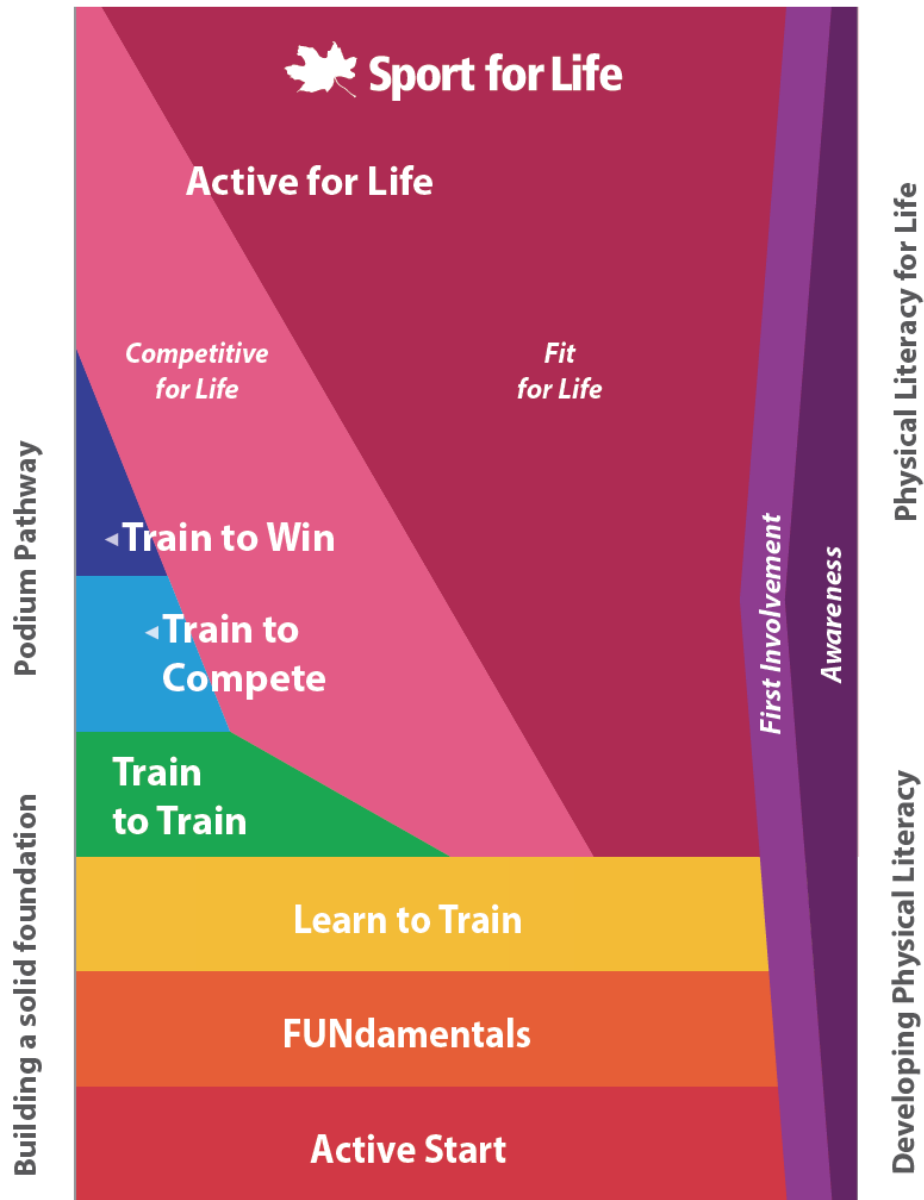 Sport for Life
Active for Life
Competitive
for Life
Fit
for Life
Train to Win
Train to
Compete
Train
to Train
Learn to Train
FUNdamentals
Active Start
First Involvement
Awareness
Podium Pathway
Building a solid foundation
Physical Literacy for Life
Developing Physical Literacy